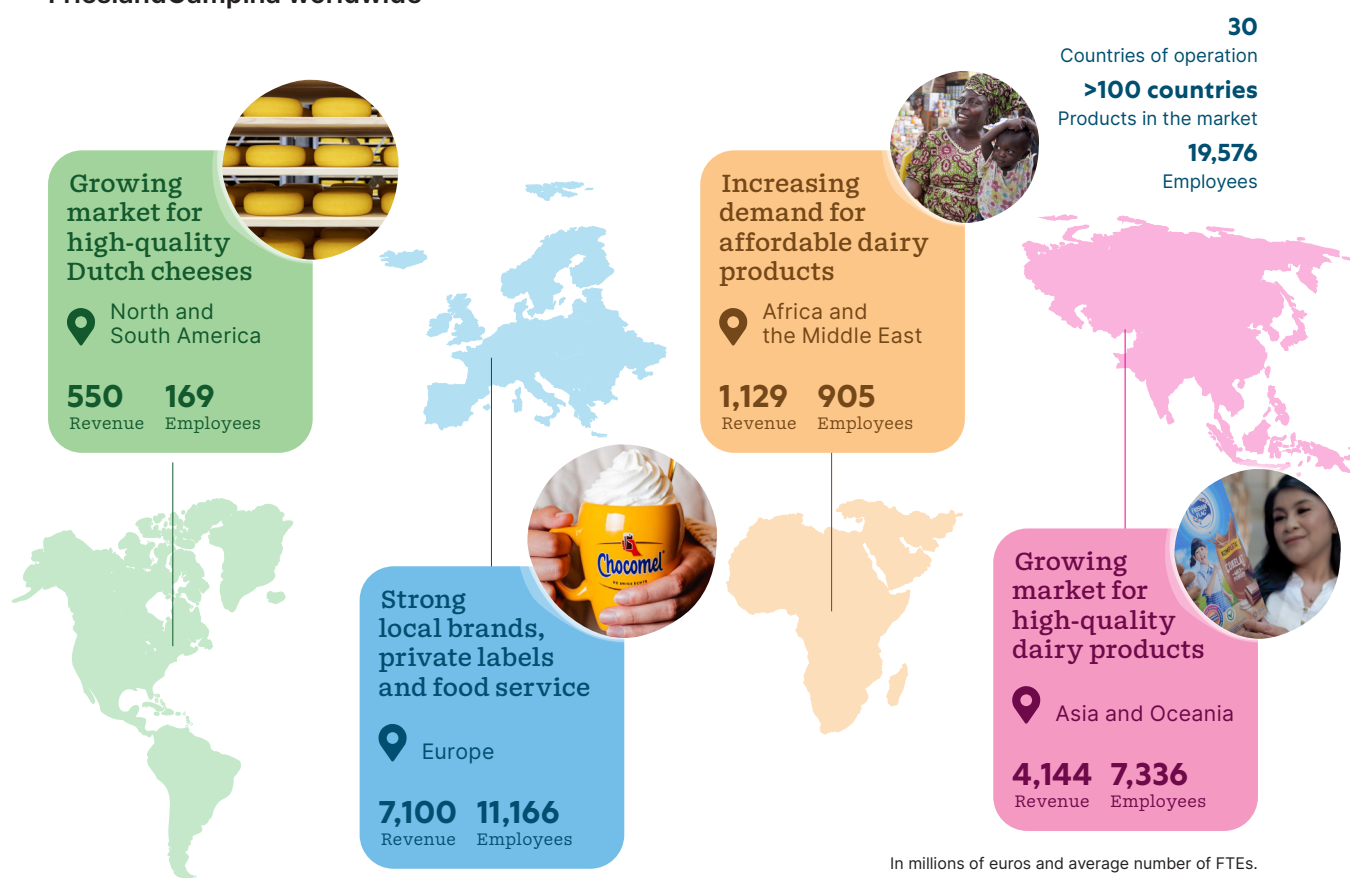 FrieslandCampina worldwide
30
Countries of operation
>100 countries
Products in the market
19,576
Employees
Growing
market for
high-quality
Dutch cheeses
North and
South America
550 169
Revenue Employees
Increasing
demand for
affordable dairy
products
Africa and
the Middle East
1,129 905
Revenue Employees
Chocomel
Strong
local brands,
private labels
and food service
Europe
7,100 11,166
Revenue Employees
Growing
market for
high-quality
dairy products
Asia and Oceania
4,144 7,336
Revenue Employees
In millions of euros and average number of FTEs.